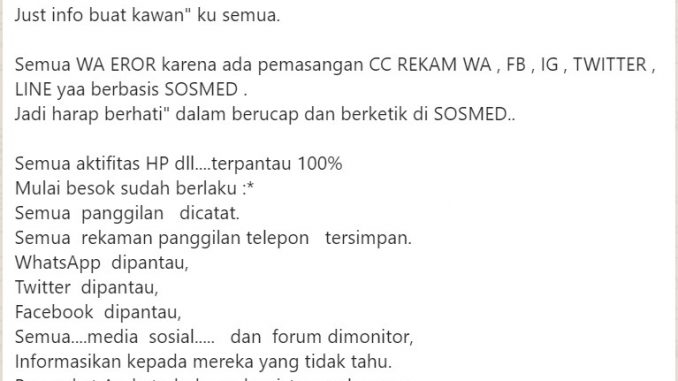 Just info buat kawan" ku semua.
Semua WA EROR karena ada pemasangan CC REKAM WA , FB , IG , TWITTER ,
LINE yaa berbasis SOSMED .
Jadi harap berhati" dalam berucap dan berketik di SOSMED..
Semua aktifitas HP dll....terpantau 100%
Mulai besok sudah berlaku :*
Semua panggilan dicatat.
Semua rekaman panggilan telepon tersimpan.
WhatsApp dipantau,
Twitter dipantau,
Facebook dipantau,
Semua....media sosial..... dan forum dimonitor,
Informasikan kepada mereka yang tidak tahu.